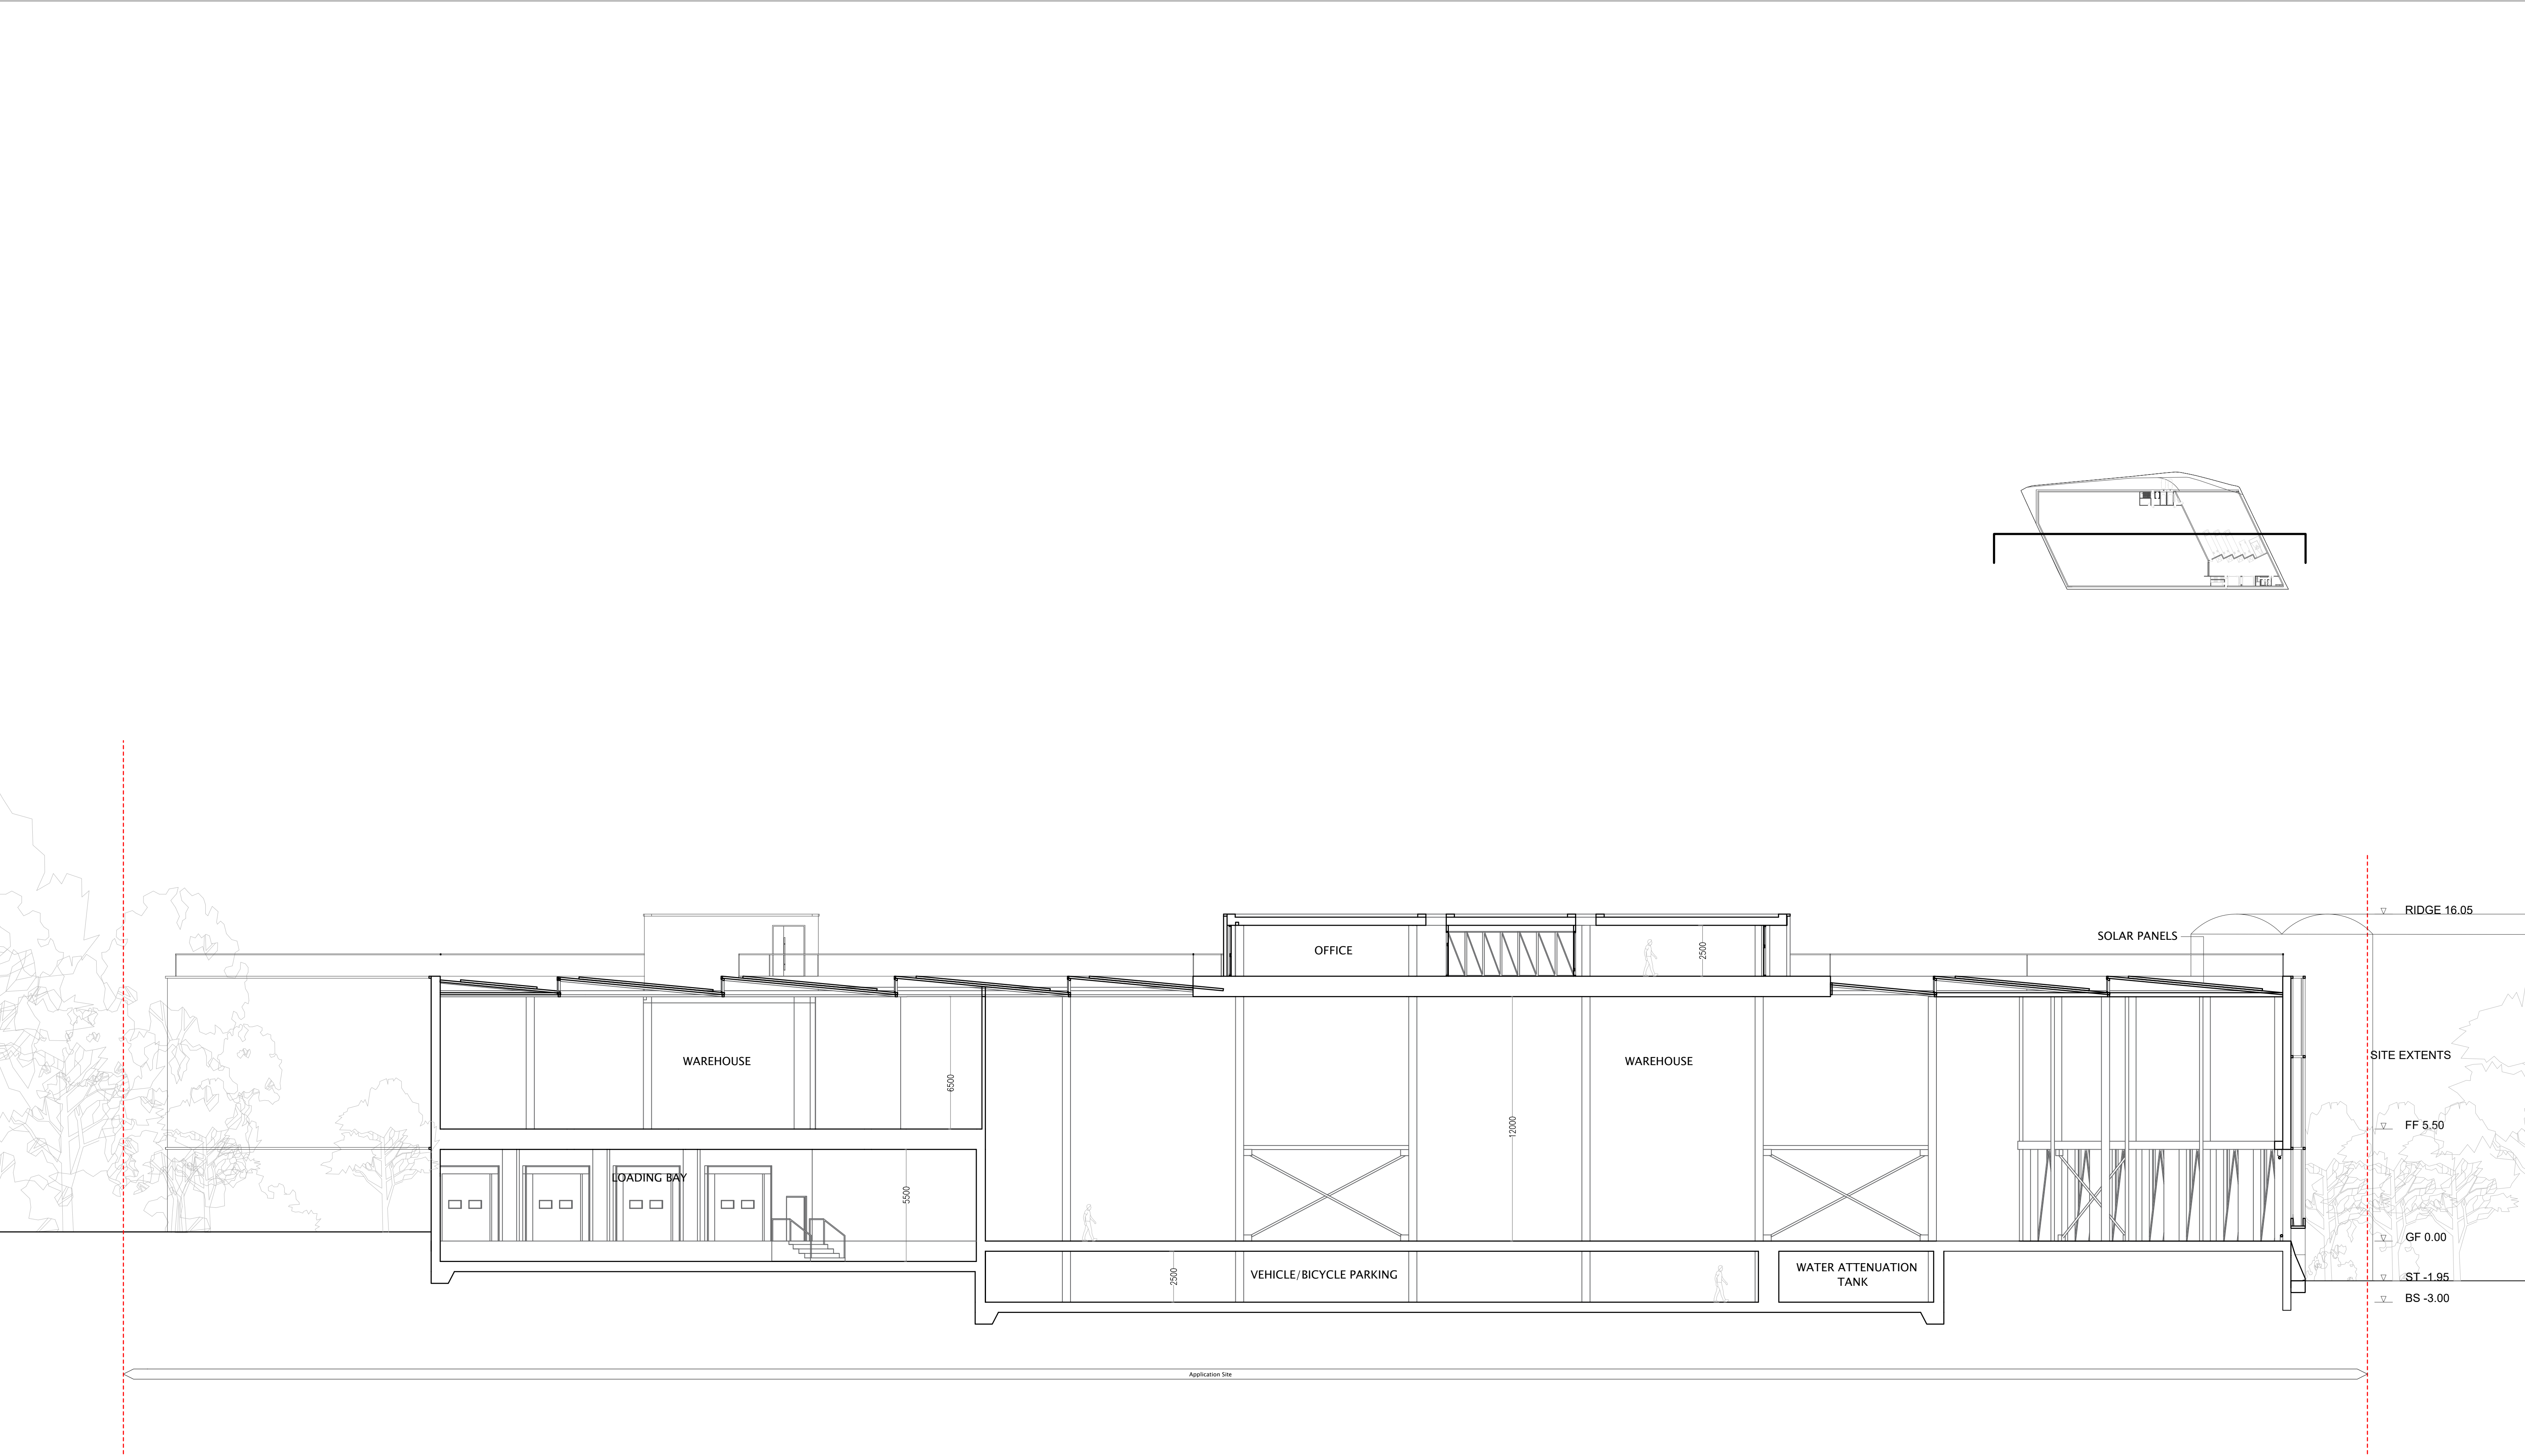 RIDGE 16.05
SOLAR PANELS
OFFICE
2500
SITE EXTENTS
WAREHOUSE
WAREHOUSE
6500
12000
FF 5.50
LOADING BAY
5500
GF 0.00
WATER ATTENUATION
TANK
VEHICLE/BICYCLE PARKING
2500
ST -1.95
BS -3.00
Application Site